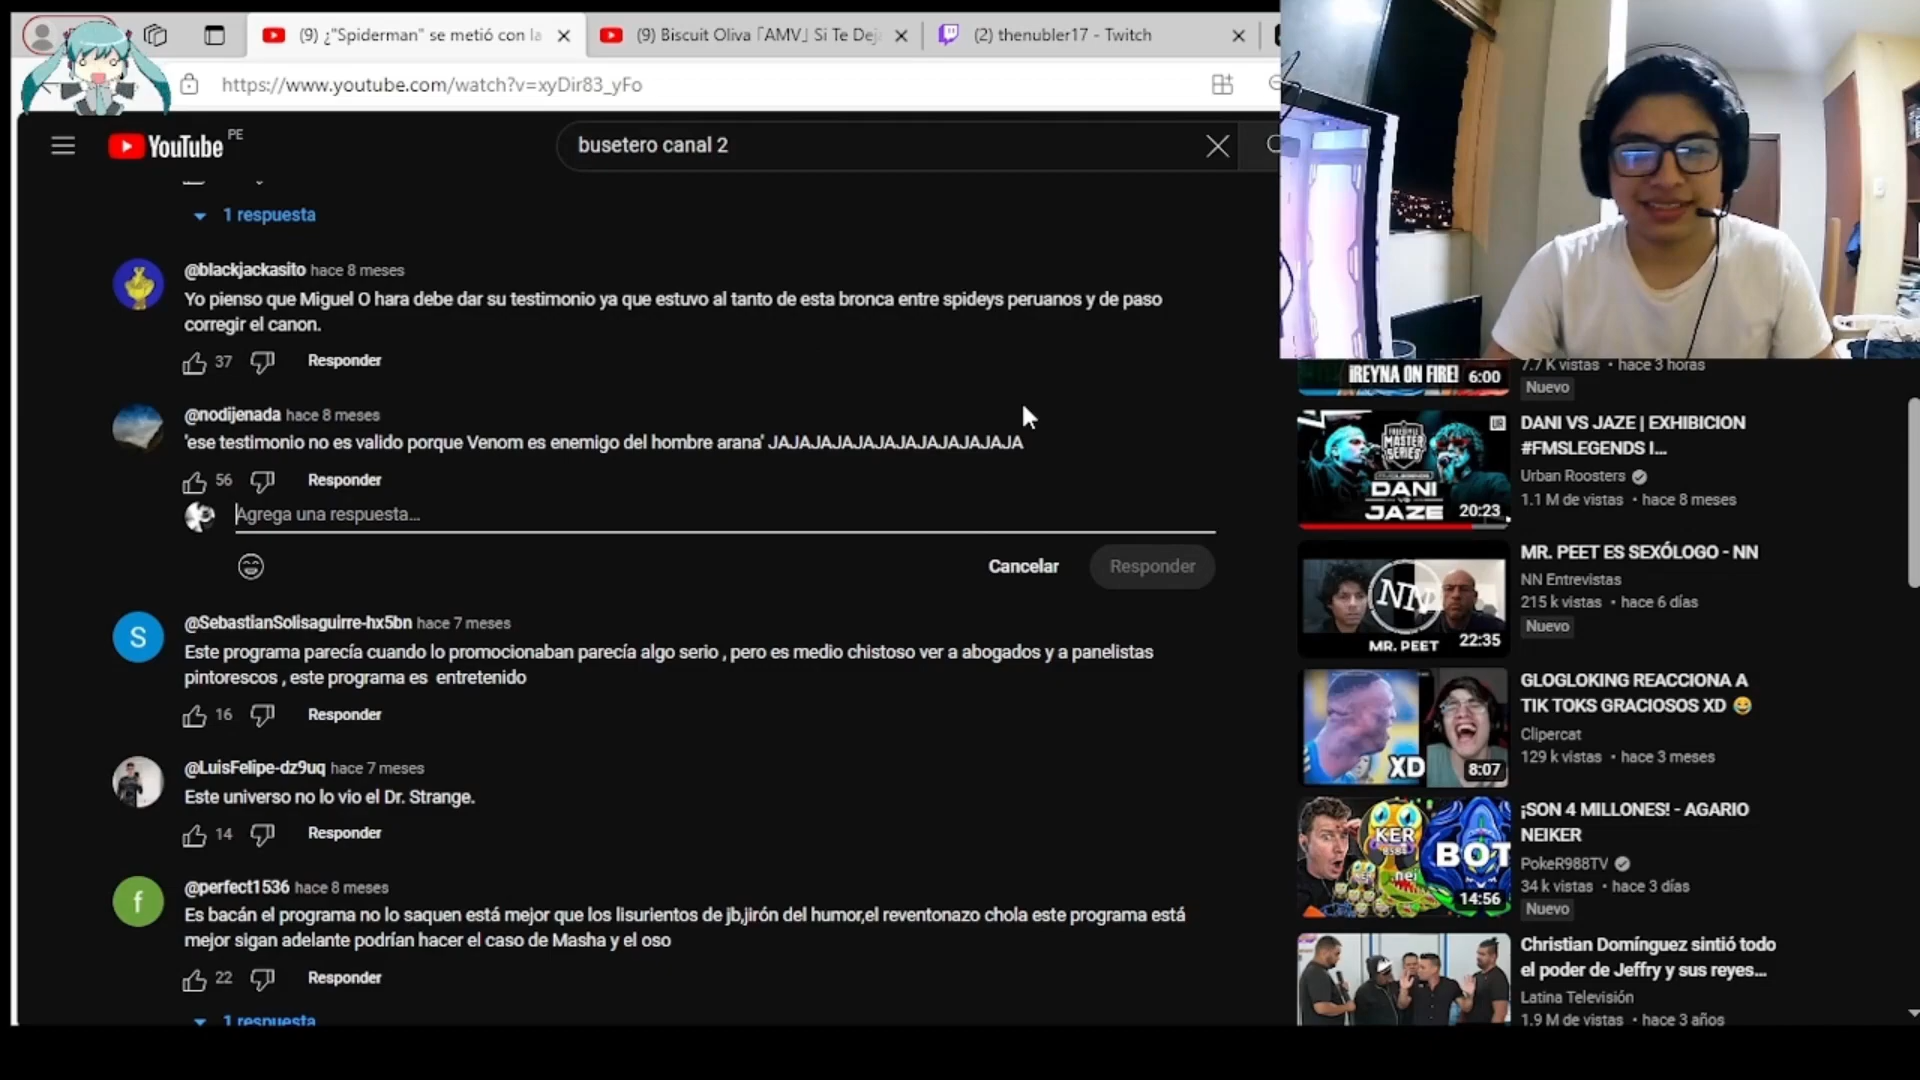 (9) ¿"Spiderman" se metió con la
(9) Biscuit Oliva「AMV」Si Te Deja
(2) thenubler17 - Twitch
https://www.youtube.com/watch?v=xyDir83_yFo
YouTube PE
busetero canal 2
1 respuesta
@blackjackasito hace 8 meses
Yo pienso que Miguel O hara debe dar su testimonio ya que estuvo al tanto de esta bronca entre spideys peruanos y de paso
corregir el canon.
37 Responder
@nodijenada hace 8 meses
'ese testimonio no es valido porque Venom es enemigo del hombre arana' JAJAJAJAJAJAJAJAJAJAJAJA
56 Responder
Agrega una respuesta...
Cancelar Responder
@SebastianSolisaguirre-hx5bn hace 7 meses
Este programa parecía cuando lo promocionaban parecía algo serio , pero es medio chistoso ver a abogados y a panelistas
pintorescos , este programa es entretenido
16 Responder
@LuisFelipe-dz9uq hace 7 meses
Este universo no lo vio el Dr. Strange.
14 Responder
@perfect1536 hace 8 meses
Es bacán el programa no lo saquen está mejor que los lisurientos de jb,jirón del humor,el reventonazo chola este programa está
mejor sigan adelante podrían hacer el caso de Masha y el oso
22 Responder
1 respuesta
¡REYNA ON FIRE! 6:00
7.7 K vistas • hace 3 horas
Nuevo
FREESTYLE
MASTER
SERIES
DANI
VS
JAZE
UR
20:23
DANI VS JAZE | EXHIBICION
#FMSLEGENDS I...
Urban Roosters
1.1 M de vistas • hace 8 meses
NN
MR. PEET
22:35
MR. PEET ES SEXÓLOGO - NN
NN Entrevistas
215 k vistas • hace 6 días
Nuevo
XD
8:07
GLOGLOKING REACCIONA A
TIK TOKS GRACIOSOS XD 😂
Clipercat
129 k vistas • hace 3 meses
KER
nei
BOT
14:56
¡SON 4 MILLONES! - AGARIO
NEIKER
PokeR988TV
34 k vistas • hace 3 días
Nuevo
Christian Domínguez sintió todo
el poder de Jeffry y sus reyes...
Latina Televisión
1.9 M de vistas • hace 3 años